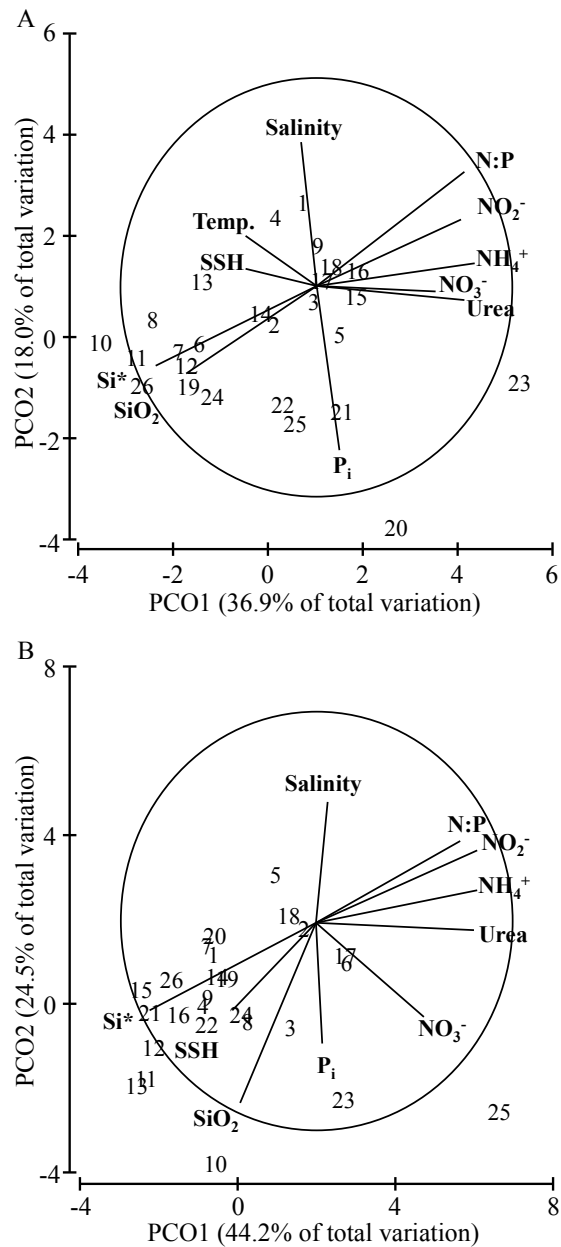 A
6
Salinity
N:P
4
1
NO₂⁻
4
Temp.
9
2
18
16
NH₄⁺
SSH
13
NO₃⁻
3
15
Urea
14
8
2
5
0
10
6
7
11
12
Si*
26
19
23
SiO₂
24
22
21
25
-2
Pᵢ
20
-4
PCO2 (18.0% of total variation)
-4 -2 0 2 4 6
PCO1 (36.9% of total variation)
B
8
Salinity
N:P
4
NO₂⁻
5
NH₄⁺
18
2
20
Urea
7
1
17
6
26
14
19
15
9
0
4
21
16
24
Si*
22
3
NO₃⁻
12
SSH
Pᵢ
11
13
23
25
SiO₂
10
-4
PCO2 (24.5% of total variation)
-4 0 4 8
PCO1 (44.2% of total variation)